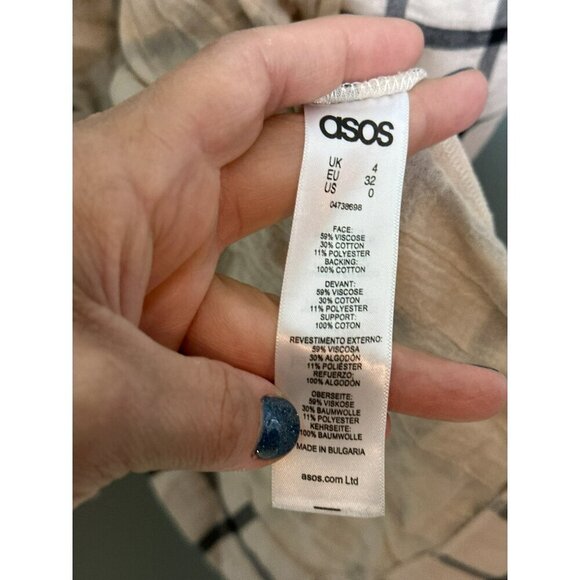 asos
UK 4
EU 32
US 0
04738698
FACE:
59% VISCOSE
30% COTTON
11% POLYESTER
BACKING:
100% COTTON
DEVANT:
59% VISCOSE
30% COTON
11% POLYESTER
SUPPORT:
100% COTON
REVESTIMENTO EXTERNO:
59% VISCOSA
30% ALGODÓN
11% POLIÉSTER
REFUERZO:
100% ALGODÓN
OBERSEITE:
59% VISKOSE
30% BAUMWOLLE
11% POLYESTER
KEHRSEITE:
100% BAUMWOLLE
MADE IN BULGARIA
asos.com Ltd